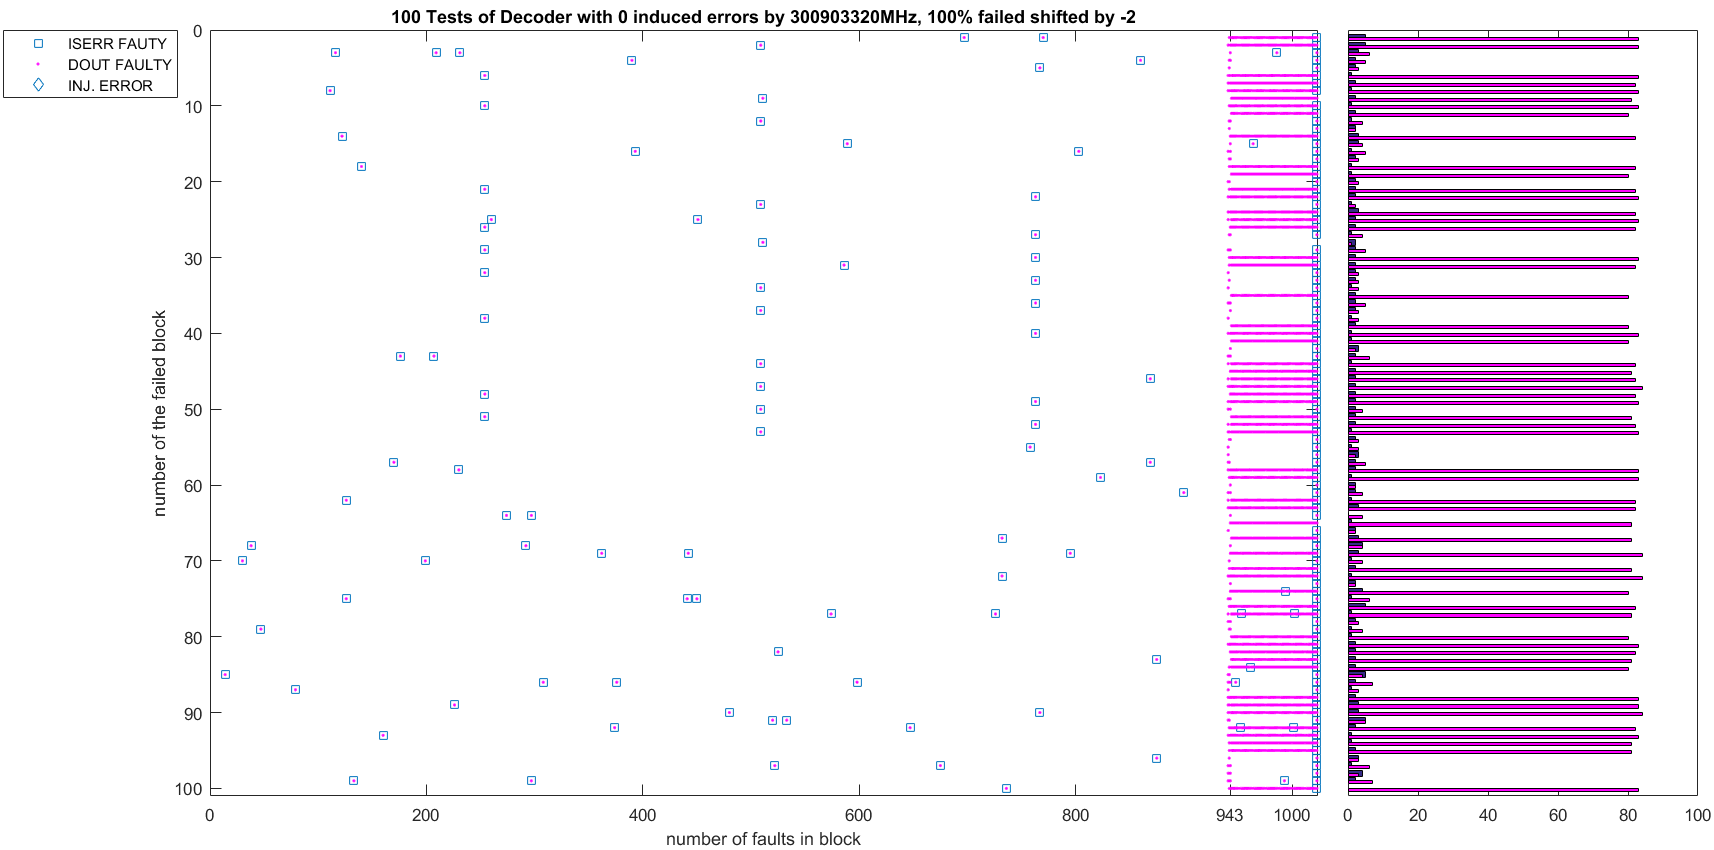 100 Tests of Decoder with 0 induced errors by 300903320MHz, 100% failed shifted by -2
ISERR FAUTY
DOUT FAULTY
INJ. ERROR
number of the failed block
0
10
20
30
40
50
60
70
80
90
100
0 200 400 600 800 943 1000
number of faults in block
0 20 40 60 80 100